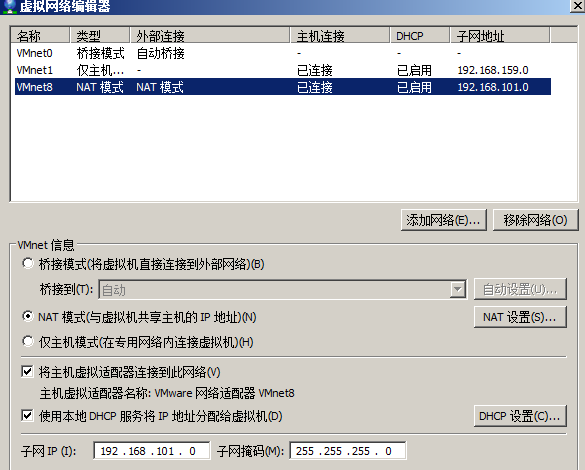 虚拟网络编辑器
名称 类型 外部连接 主机连接 DHCP 子网地址
VMnet0 桥接模式 自动桥接 - - -
VMnet1 仅主机... - 已连接 已启用 192.168.159.0
VMnet8 NAT 模式 NAT 模式 已连接 已启用 192.168.101.0
添加网络(E)... 移除网络(O)
VMnet 信息
桥接模式(将虚拟机直接连接到外部网络)(B)
桥接到(T): 自动 自动设置(U)...
NAT 模式(与虚拟机共享主机的 IP 地址)(N) NAT 设置(S)...
仅主机模式(在专用网络内连接虚拟机)(H)
将主机虚拟适配器连接到此网络(V)
主机虚拟适配器名称: VMware 网络适配器 VMnet8
使用本地 DHCP 服务将 IP 地址分配给虚拟机(D) DHCP 设置(C)...
子网 IP (I): 192 .168 .101 . 0 子网掩码(M): 255 .255 .255 . 0